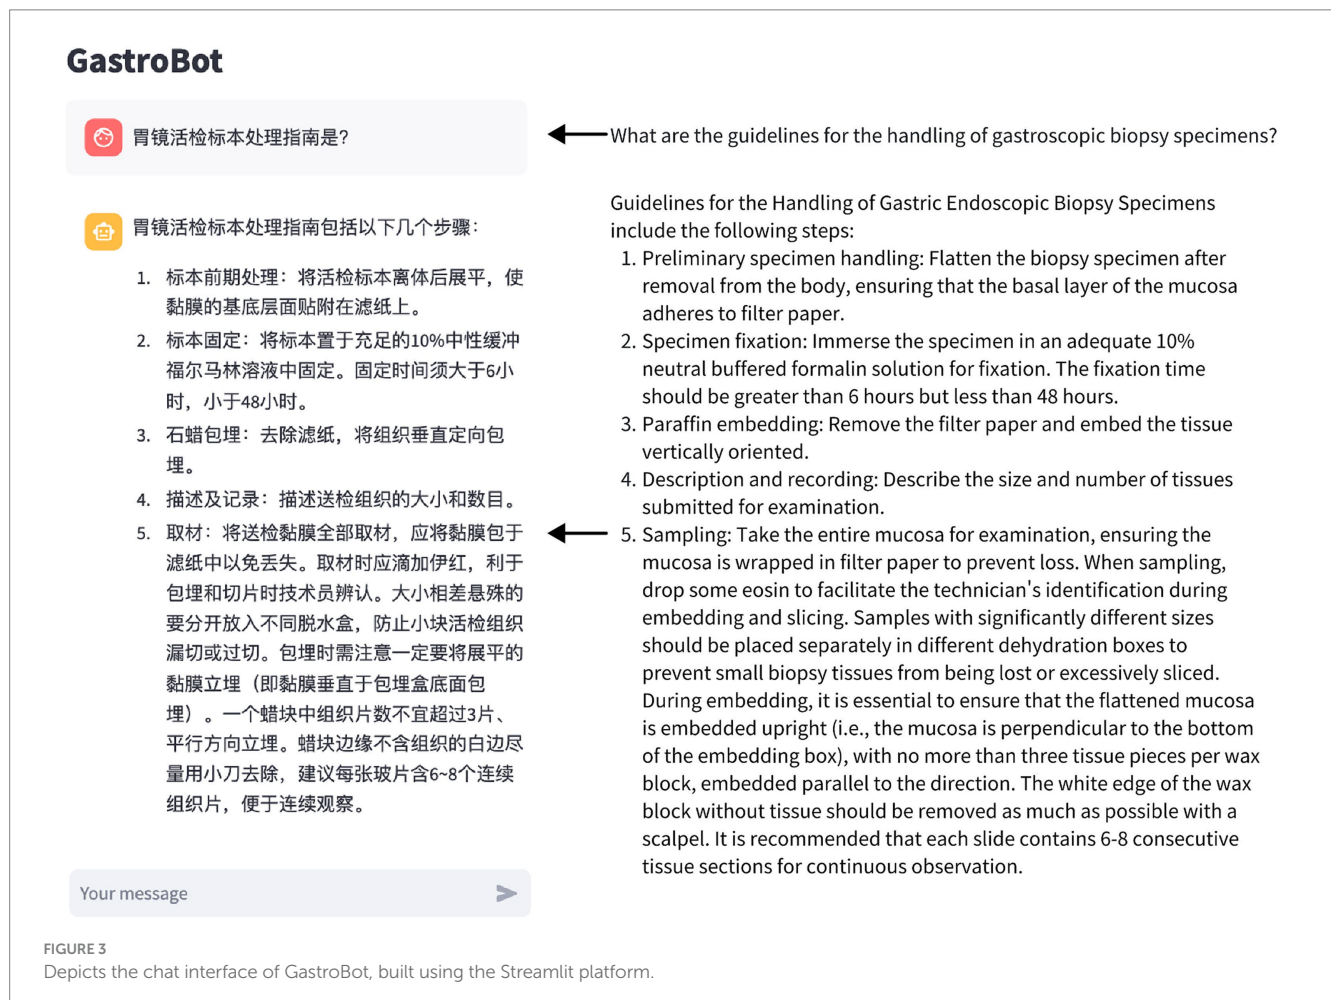 GastroBot
胃镜活检标本处理指南是?
胃镜活检标本处理指南包括以下几个步骤：
1. 标本前期处理：将活检标本离体后展平，使
黏膜的基底层面贴附在滤纸上。
2. 标本固定：将标本置于充足的10%中性缓冲
福尔马林溶液中固定。固定时间须大于6小
时，小于48小时。
3. 石蜡包埋：去除滤纸，将组织垂直定向包
埋。
4. 描述及记录：描述送检组织的大小和数目。
5. 取材：将送检黏膜全部取材，应将黏膜包于
滤纸中以免丢失。取材时应滴加伊红，利于
包埋和切片时技术员辨认。大小相差悬殊的
要分开放入不同脱水盒，防止小块活检组织
漏切或过切。包埋时需注意一定要将展平的
黏膜立埋（即黏膜垂直于包埋盒底面包
埋）。一个蜡块中组织片数不宜超过3片、
平行方向立埋。蜡块边缘不含组织的白边尽
量用小刀去除，建议每张玻片含6~8个连续
组织片，便于连续观察。
Your message
What are the guidelines for the handling of gastroscopic biopsy specimens?
Guidelines for the Handling of Gastric Endoscopic Biopsy Specimens
include the following steps:
1. Preliminary specimen handling: Flatten the biopsy specimen after
removal from the body, ensuring that the basal layer of the mucosa
adheres to filter paper.
2. Specimen fixation: Immerse the specimen in an adequate 10%
neutral buffered formalin solution for fixation. The fixation time
should be greater than 6 hours but less than 48 hours.
3. Paraffin embedding: Remove the filter paper and embed the tissue
vertically oriented.
4. Description and recording: Describe the size and number of tissues
submitted for examination.
5. Sampling: Take the entire mucosa for examination, ensuring the
mucosa is wrapped in filter paper to prevent loss. When sampling,
drop some eosin to facilitate the technician's identification during
embedding and slicing. Samples with significantly different sizes
should be placed separately in different dehydration boxes to
prevent small biopsy tissues from being lost or excessively sliced.
During embedding, it is essential to ensure that the flattened mucosa
is embedded upright (i.e., the mucosa is perpendicular to the bottom
of the embedding box), with no more than three tissue pieces per wax
block, embedded parallel to the direction. The white edge of the wax
block without tissue should be removed as much as possible with a
scalpel. It is recommended that each slide contains 6-8 consecutive
tissue sections for continuous observation.
FIGURE 3
Depicts the chat interface of GastroBot, built using the Streamlit platform.